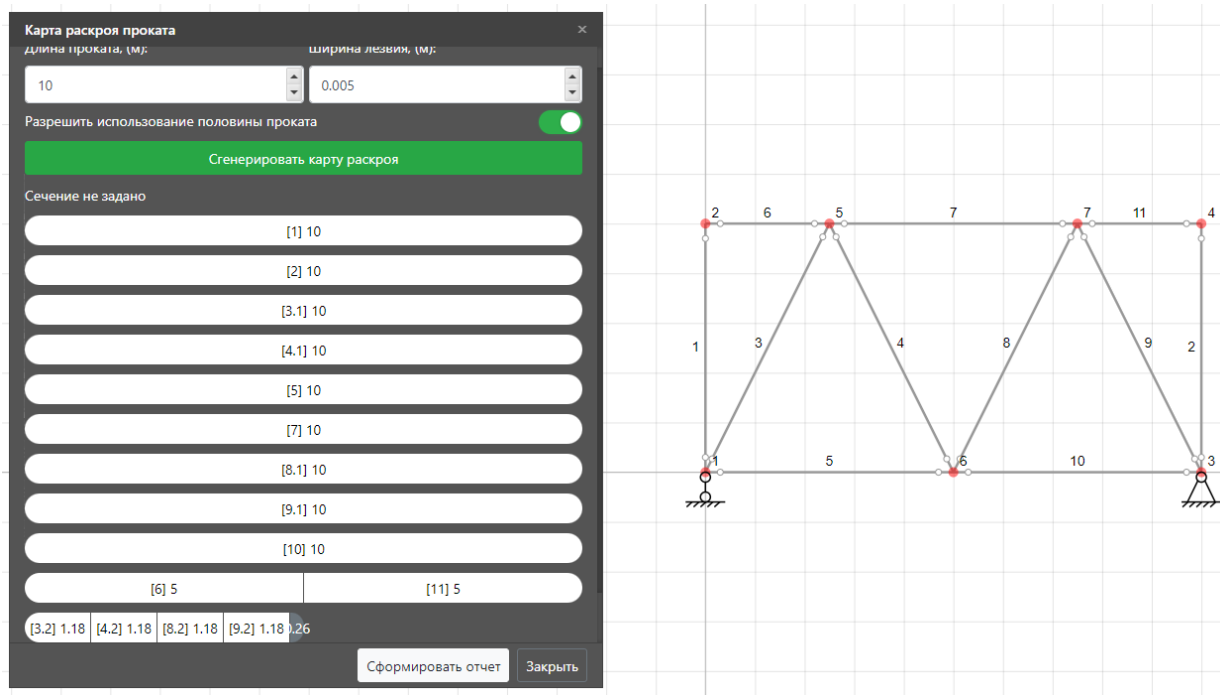 Карта раскроя проката ×
Длина проката, (м): Ширина лезвия, (м):
10 0.005
Разрешить использование половины проката
Сгенерировать карту раскроя
Сечение не задано
[1] 10
[2] 10
[3.1] 10
[4.1] 10
[5] 10
[7] 10
[8.1] 10
[9.1] 10
[10] 10
[6] 5 [11] 5
[3.2] 1.18 [4.2] 1.18 [8.2] 1.18 [9.2] 1.18 0.26
Сформировать отчет Закрыть
2 6 5 7 7 11 4
1 3 4 8 9 2
1 5 6 10 3